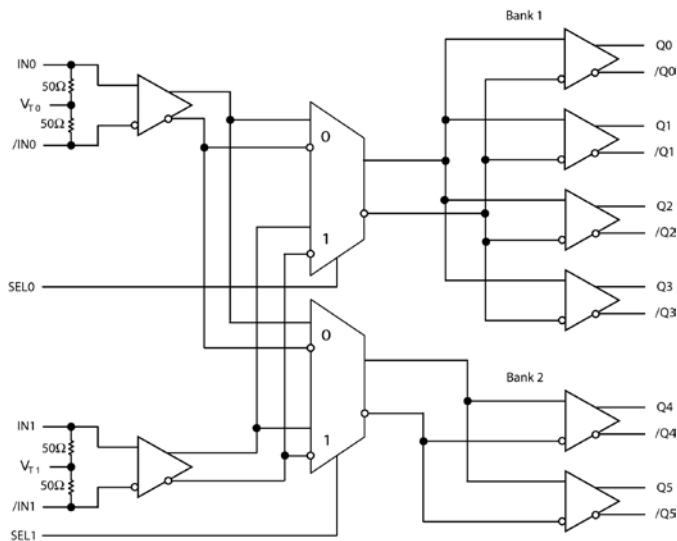 Bank 1
IN0
50Ω
VT0
50Ω
/IN0
0
1
SEL0
Q0
/Q0
Q1
/Q1
Q2
/Q2
Q3
/Q3
0
1
Bank 2
IN1
50Ω
VT1
50Ω
/IN1
SEL1
Q4
/Q4
Q5
/Q5